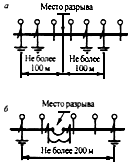 а
Место разрыва
Не более
100 м
Не более
100 м
б
Место разрыва
Не более 200 м